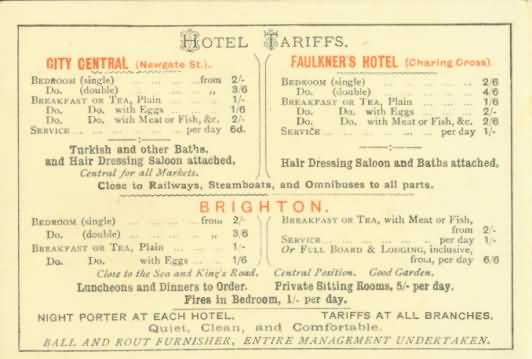 HOTEL TARIFFS.
CITY CENTRAL (Newgate St.)
BEDROOM (single) ... ... ... from 2/-
Do. (double) ... ... ... „ 3/6
BREAKFAST OR TEA, Plain ... ... 1/-
Do. Do. with Eggs ... 1/6
Do. Do. with Meat or Fish, &c. 2/-
SERVICE ... ... ... per day 6d.
Turkish and other Baths,
and Hair Dressing Saloon attached,
Central for all Markets.
FAULKNER'S HOTEL (Charing Cross)
BEDROOM (single) ... ... ... 2/6
Do. (double) ... ... ... 4/6
BREAKFAST OR TEA, Plain ... ... 1/6
Do. Do. with Eggs ... 2/-
Do. Do. with Meat or Fish, &c. 2/6
SERVICE ... ... ... per day 1/-
Hair Dressing Saloon and Baths attached,
Close to Railways, Steamboats, and Omnibuses to all parts.
BRIGHTON.
BEDROOM (single) ... ... ... from 2/-
Do. (double) ... ... ... „ 3/6
BREAKFAST OR TEA, Plain ... ... 1/-
Do. Do. with Eggs ... 1/6
BREAKFAST OR TEA, with Meat or Fish,
from 2/-
SERVICE ... ... ... per day 1/-
Or FULL BOARD & LODGING, inclusive,
from, per day 6/6
Close to the Sea and King's Road. Central Position. Good Garden.
Luncheons and Dinners to Order. Private Sitting Rooms, 5/- per day.
Fires in Bedroom, 1/- per day.
NIGHT PORTER AT EACH HOTEL. TARIFFS AT ALL BRANCHES.
Quiet, Clean, and Comfortable.
BALL AND ROUT FURNISHER, ENTIRE MANAGEMENT UNDERTAKEN.